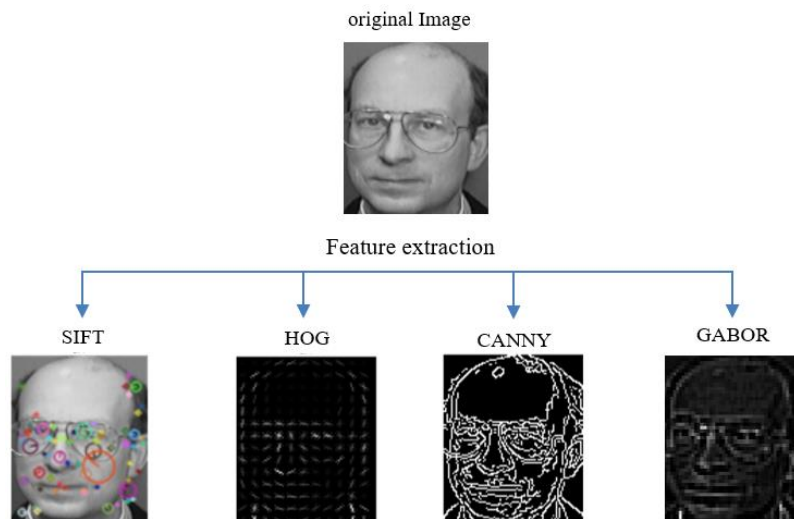 original Image
Feature extraction
SIFT
HOG
CANNY
GABOR